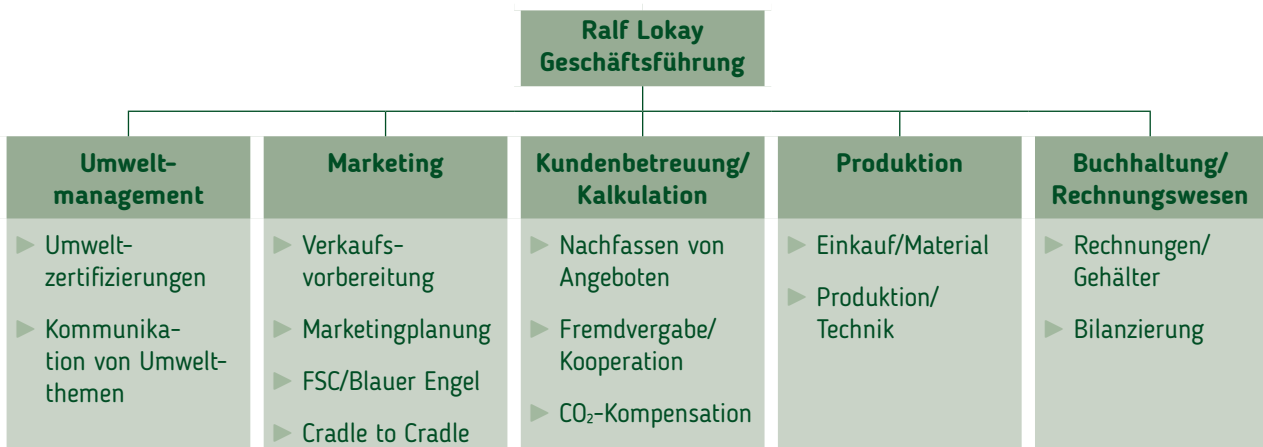 Ralf Lokay
Geschäftsführung
Umwelt-
management
Umwelt-
zertifizierungen
Kommunika-
tion von Umwelt-
themen
Marketing
Verkaufs-
vorbereitung
Marketingplanung
FSC/Blauer Engel
Cradle to Cradle
Kundenbetreuung/
Kalkulation
Nachfassen von
Angeboten
Fremdvergabe/
Kooperation
CO₂-Kompensation
Produktion
Einkauf/Material
Produktion/
Technik
Buchhaltung/
Rechnungswesen
Rechnungen/
Gehälter
Bilanzierung